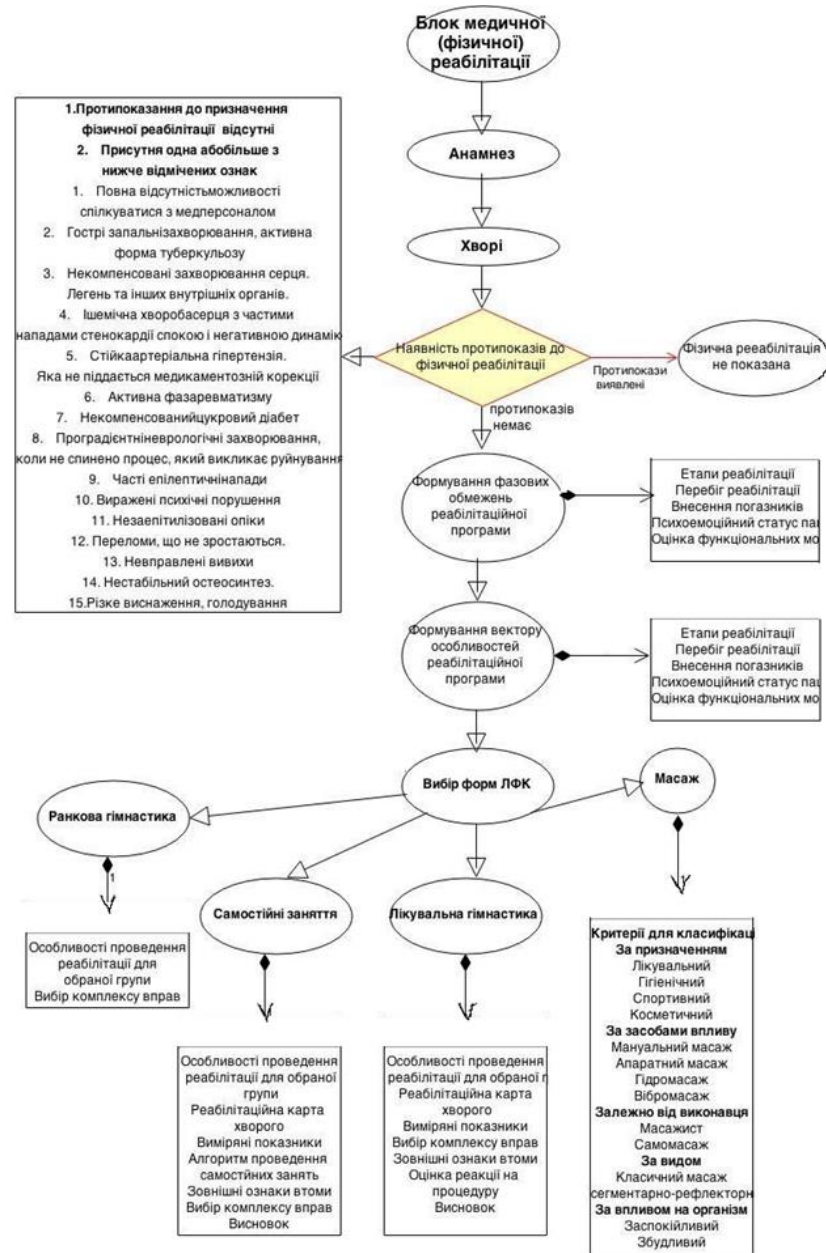 Блок медичної
(фізичної)
реабілітації
1.Протипоказання до призначення
фізичної реабілітації відсутні
2. Присутня одна абобільше з
нижче відмічених ознак
1. Повна відсутністьможливості
спілкуватися з медперсоналом
2. Гострі запальнізахворювання, активна
форма туберкульозу
3. Некомпенсовані захворювання серця.
Легень та інших внутрішніх органів.
4. Ішемічна хворобасерця з частими
нападами стенокардії спокою і негативною динамік
5. Стійкаартеріальна гіпертензія.
Яка не піддається медикаментозній корекції
6. Активна фазаревматизму
7. Некомпенсованийцукровий діабет
8. Проградієнтніневрологічні захворювання,
коли не спинено процес, який викликає руйнування
9. Часті епілептичнінапади
10. Виражені психічні порушення
11. Незаепітилізовані опіки
12. Переломи, що не зростаються.
13. Невправлені вивихи
14. Нестабільний остеосинтез.
15.Різке виснаження, голодування
Анамнез
Хворі
Наявність протипоказів до
фізичної реабілітації
Протипокази
виявлені
Фізична рееабілітація
не показана
протипоказів
немає
Формування фазових
обмежень
реабілітаційної
програми
Етапи реабілітації
Перебіг реабілітації
Внесення погазників
Психоемоційний статус пац
Оцінка функціональних мо
Формування вектору
особливостей
реабілітаційної
програми
Етапи реабілітації
Перебіг реабілітації
Внесення погазників
Психоемоційний статус пац
Оцінка функціональних мо
Вибір форм ЛФК
Масаж
Ранкова гімнастика
1
Самостійні заняття
Лікувальна гімнастика
Особливості проведення
реабілітації для
обраної групи
Вибір комплексу вправ
Особливості проведення
реабілітації для обраної
групи
Реабілітаційна карта
хворого
Виміряні показники
Алгоритм проведення
самостійних занять
Зовнішні ознаки втоми
Вибір комплексу вправ
Висновок
Особливості проведення
реабілітації для обраної г
Реабілітаційна карта
хворого
Виміряні показники
Вибір комплексу вправ
Зовнішні ознаки втоми
Оцінка реакції на
процедуру
Висновок
Критерії для класифікац
За призначенням
Лікувальний
Гігієнічний
Спортивний
Косметичний
За засобами впливу
Мануальний масаж
Апаратний масаж
Гідромасаж
Вібромасаж
Залежно від виконавця
Масажист
Самомасаж
За видом
Класичний масаж
сегментарно-рефлекторн
За впливом на організм
Заспокійливий
Збудливий